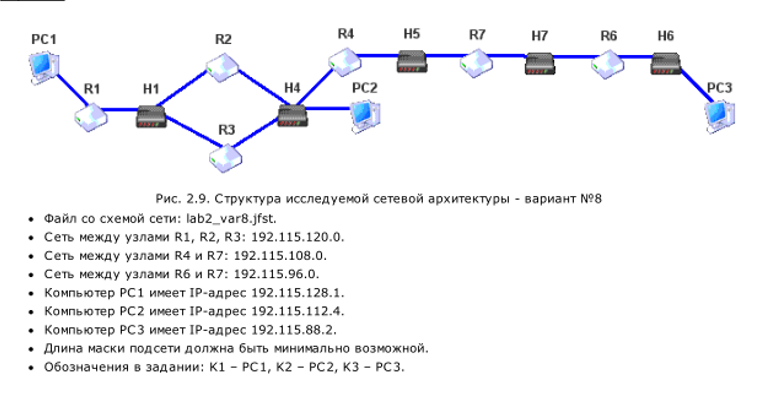 PC1
R1
H1
R2
R3
H4
R4
PC2
H5
R7
H7
R6
H6
PC3
Рис. 2.9. Структура исследуемой сетевой архитектуры - вариант №8
• Файл со схемой сети: lab2_var8.jfst.
• Сеть между узлами R1, R2, R3: 192.115.120.0.
• Сеть между узлами R4 и R7: 192.115.108.0.
• Сеть между узлами R6 и R7: 192.115.96.0.
• Компьютер PC1 имеет IP-адрес 192.115.128.1.
• Компьютер PC2 имеет IP-адрес 192.115.112.4.
• Компьютер PC3 имеет IP-адрес 192.115.88.2.
• Длина маски подсети должна быть минимально возможной.
• Обозначения в задании: К1 – PC1, К2 – PC2, К3 – PC3.